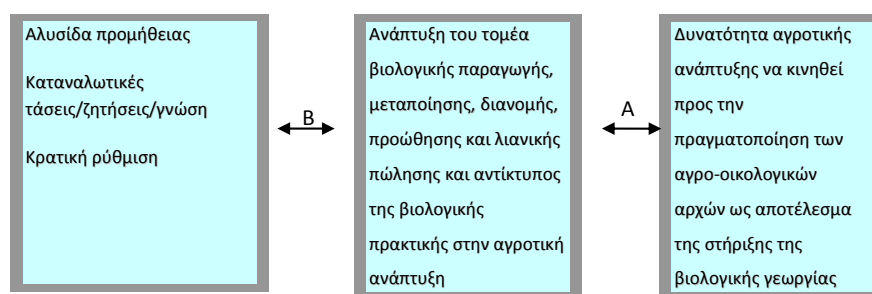 Αλυσίδα προμήθειας
Καταναλωτικές
τάσεις/ζητήσεις/γνώση
Κρατική ρύθμιση
B
Ανάπτυξη του τομέα
βιολογικής παραγωγής,
μεταποίησης, διανομής,
προώθησης και λιανικής
πώλησης και αντίκτυπος
της βιολογικής
πρακτικής στην αγροτική
ανάπτυξη
A
Δυνατότητα αγροτικής
ανάπτυξης να κινηθεί
προς την
πραγματοποίηση των
αγρο-οικολογικών
αρχών ως αποτέλεσμα
της στήριξης της
βιολογικής γεωργίας